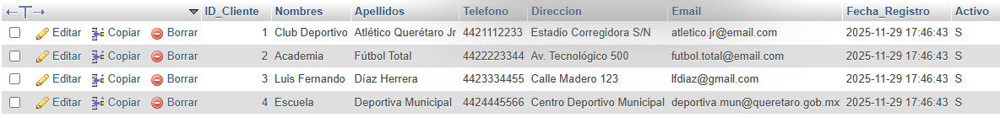 ID_Cliente Nombres Apellidos Telefono Direccion Email Fecha_Registro Activo
Editar Copiar Borrar 1 Club Deportivo Atlético Querétaro Jr 4421112233 Estadio Corregidora S/N atletico.jr@email.com 2025-11-29 17:46:43 S
Editar Copiar Borrar 2 Academia Fútbol Total 4422223344 Av. Tecnológico 500 futbol.total@email.com 2025-11-29 17:46:43 S
Editar Copiar Borrar 3 Luis Fernando Díaz Herrera 4423334455 Calle Madero 123 lfdiaz@gmail.com 2025-11-29 17:46:43 S
Editar Copiar Borrar 4 Escuela Deportiva Municipal 4424445566 Centro Deportivo Municipal deportiva.mun@queretaro.gob.mx 2025-11-29 17:46:43 S